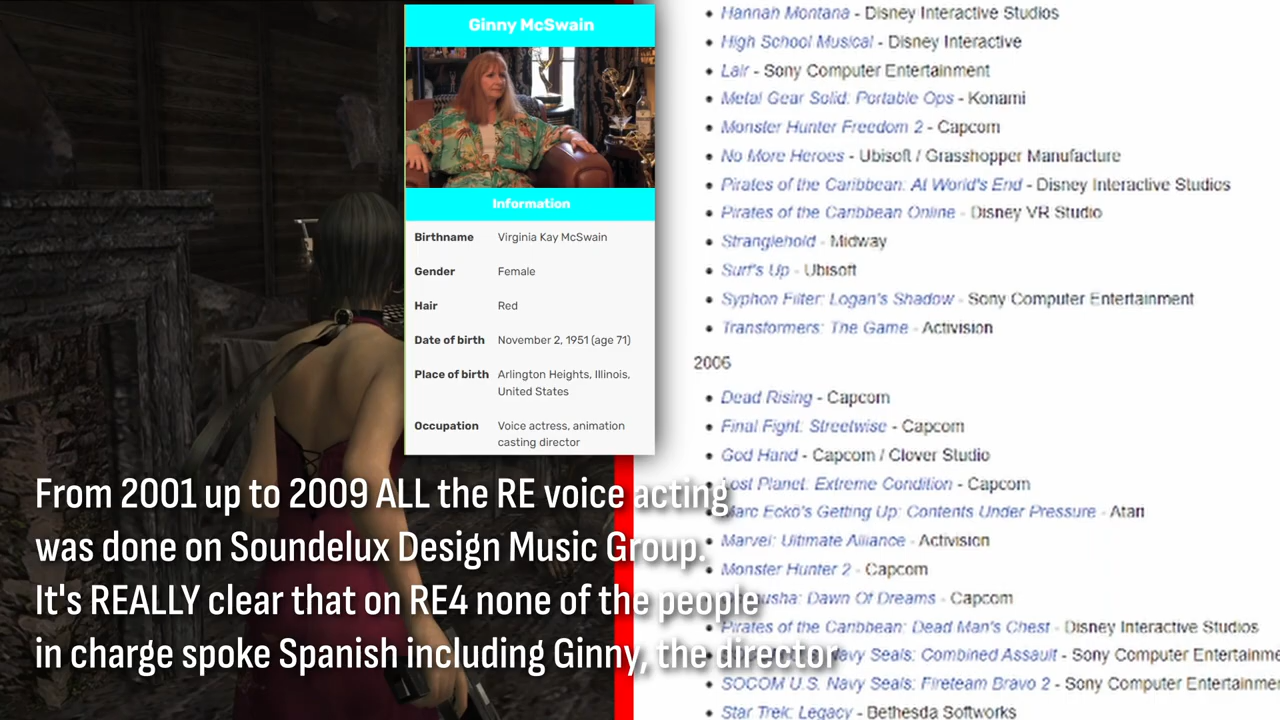 Ginny McSwain
Information
Birthname Virginia Kay McSwain
Gender Female
Hair Red
Date of birth November 2, 1951 (age 71)
Place of birth Arlington Heights, Illinois,
United States
Occupation Voice actress, animation
casting director
From 2001 up to 2009 ALL the RE voice acting
was done on Soundelux Design Music Group.
It's REALLY clear that on RE4 none of the people
in charge spoke Spanish including Ginny, the director
Hannah Montana - Disney Interactive Studios
High School Musical - Disney Interactive
Lair - Sony Computer Entertainment
Metal Gear Solid: Portable Ops - Konami
Monster Hunter Freedom 2 - Capcom
No More Heroes - Ubisoft / Grasshopper Manufacture
Pirates of the Caribbean: At World's End - Disney Interactive Studios
Pirates of the Caribbean Online - Disney VR Studio
Stranglehold - Midway
Surf's Up - Ubisoft
Syphon Filter: Logan's Shadow - Sony Computer Entertainment
Transformers: The Game - Activision
2006
Dead Rising - Capcom
Final Fight: Streetwise - Capcom
God Hand - Capcom / Clover Studio
Lost Planet: Extreme Condition - Capcom
Marc Ecko's Getting Up: Contents Under Pressure - Atari
Marvel: Ultimate Alliance - Activision
Monster Hunter 2 - Capcom
Dawn Of Dreams - Capcom
Pirates of the Caribbean: Dead Man's Chest - Disney Interactive Studios
Navy Seals: Combined Assault - Sony Computer Entertainme
SOCOM U.S. Navy Seals: Fireteam Bravo 2 - Sony Computer Entertainmen
Star Trek: Legacy - Bethesda Softworks